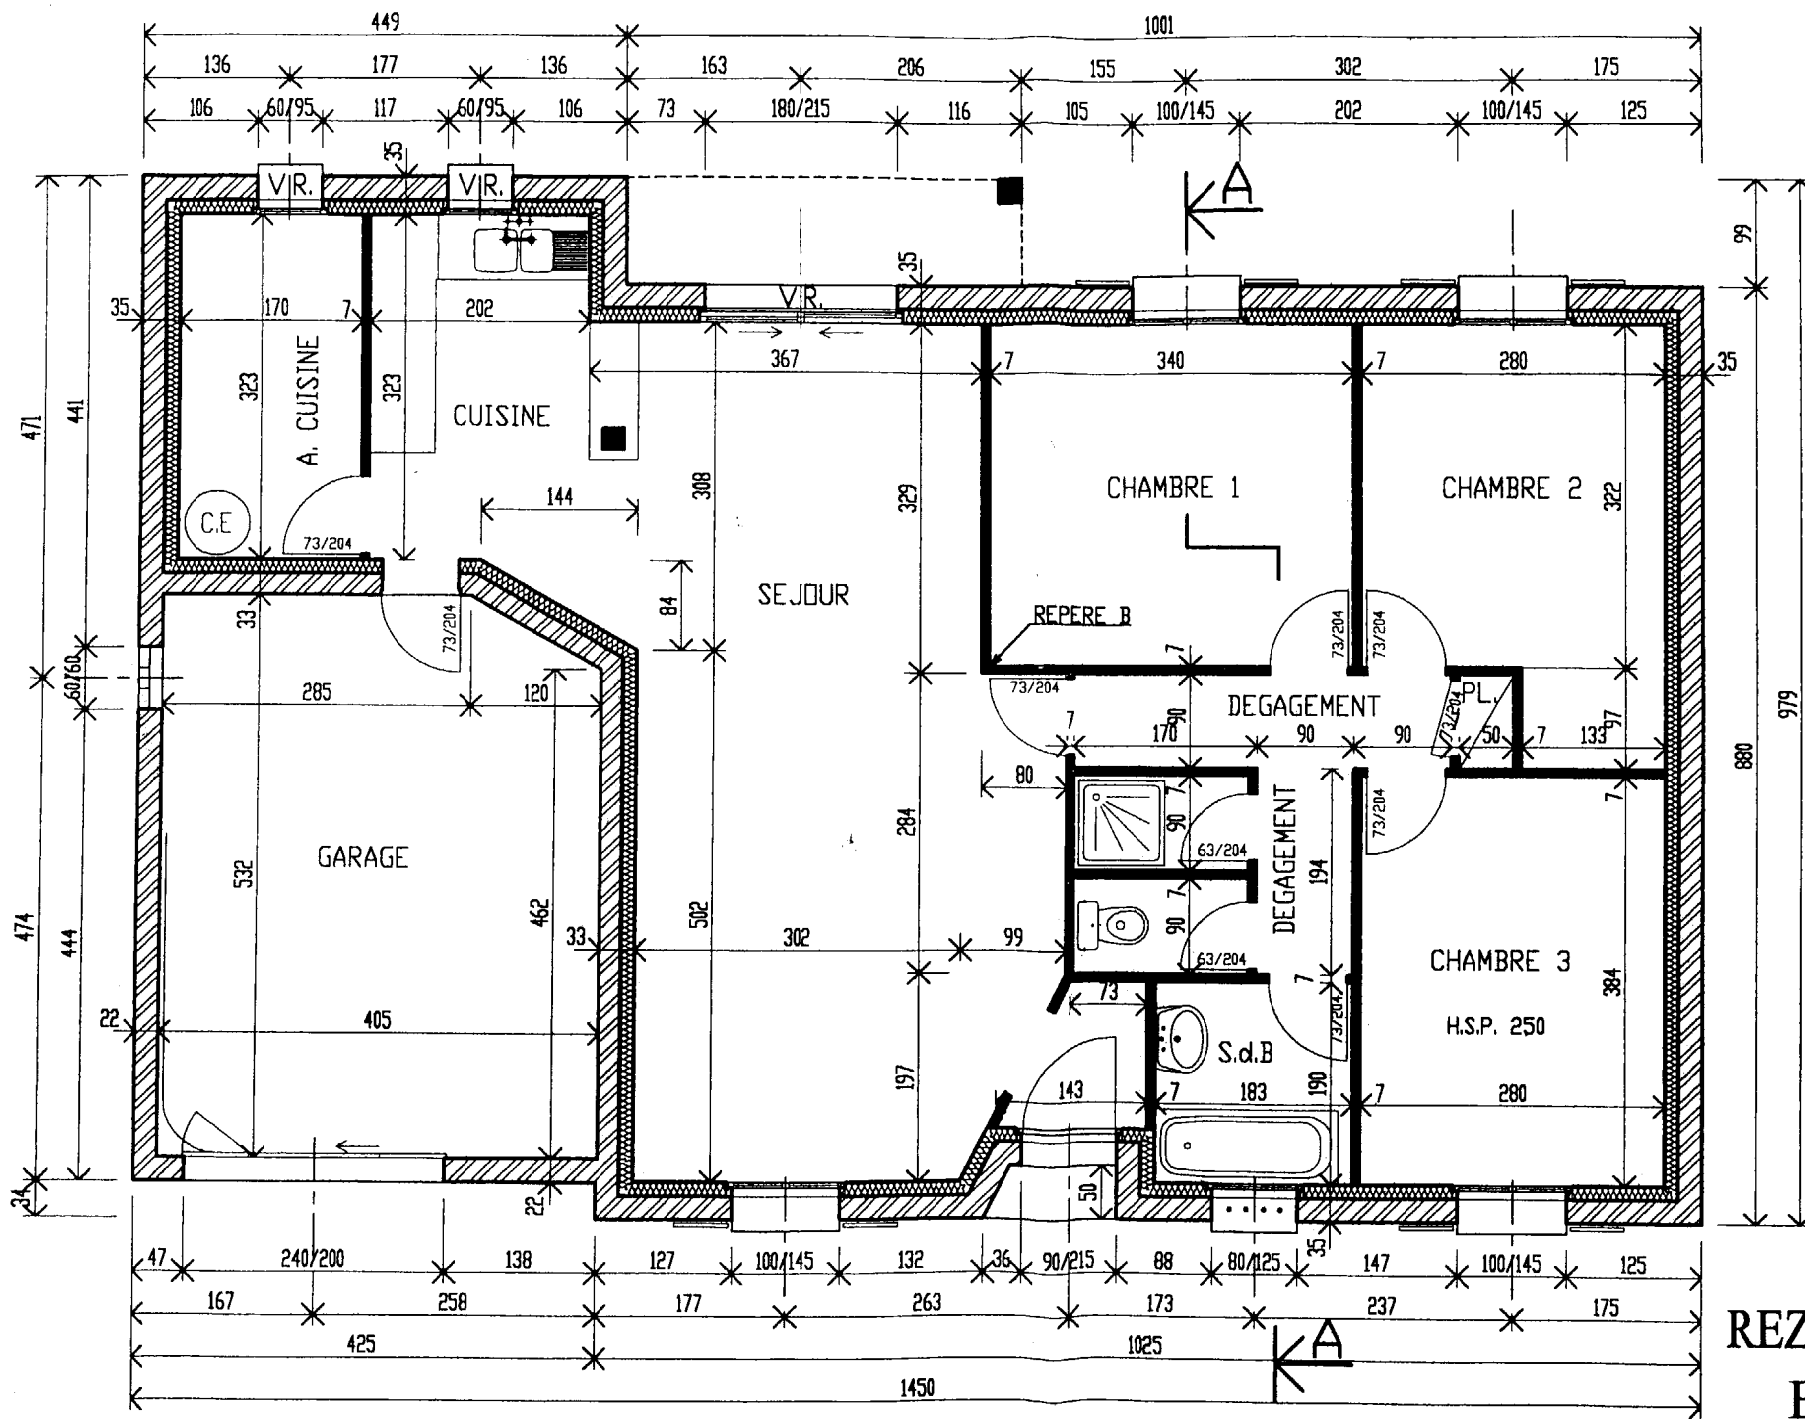 449 1001
136 177 136 163 206 155 302 175
106 60/95 117 60/95 106 73 180/215 116 105 100/145 202 100/145 125
35
V.R. V.R. A
99
35
V.R.
35 170 7 202
367 7 340 7 280 35
471 441 323 A. CUISINE 323 CUISINE
308 329 CHAMBRE 1 CHAMBRE 2 322
144
C.E
73/204
33 84 SEJOUR
73/204 REPERE B 73/204 73/204
7
60/60 285 120
73/204 DEGAGEMENT PL. 73/204 97
979 880
7 170 90 90 90 50 7 133
80 7 7
73/204
GARAGE 532 284 90 63/204 DEGAGEMENT 194
462 502 7 90 63/204
474 444 33 302 99
CHAMBRE 3 384
73 7 73/204
22 405 H.S.P. 250
S.d.B
197 190
143 7 183 7 280
34 22 50 35
47 240/200 138 127 100/145 132 36 90/215 88 80/125 147 100/145 125
167 258 177 263 173 237 175
REZ
425 1025 A
1450